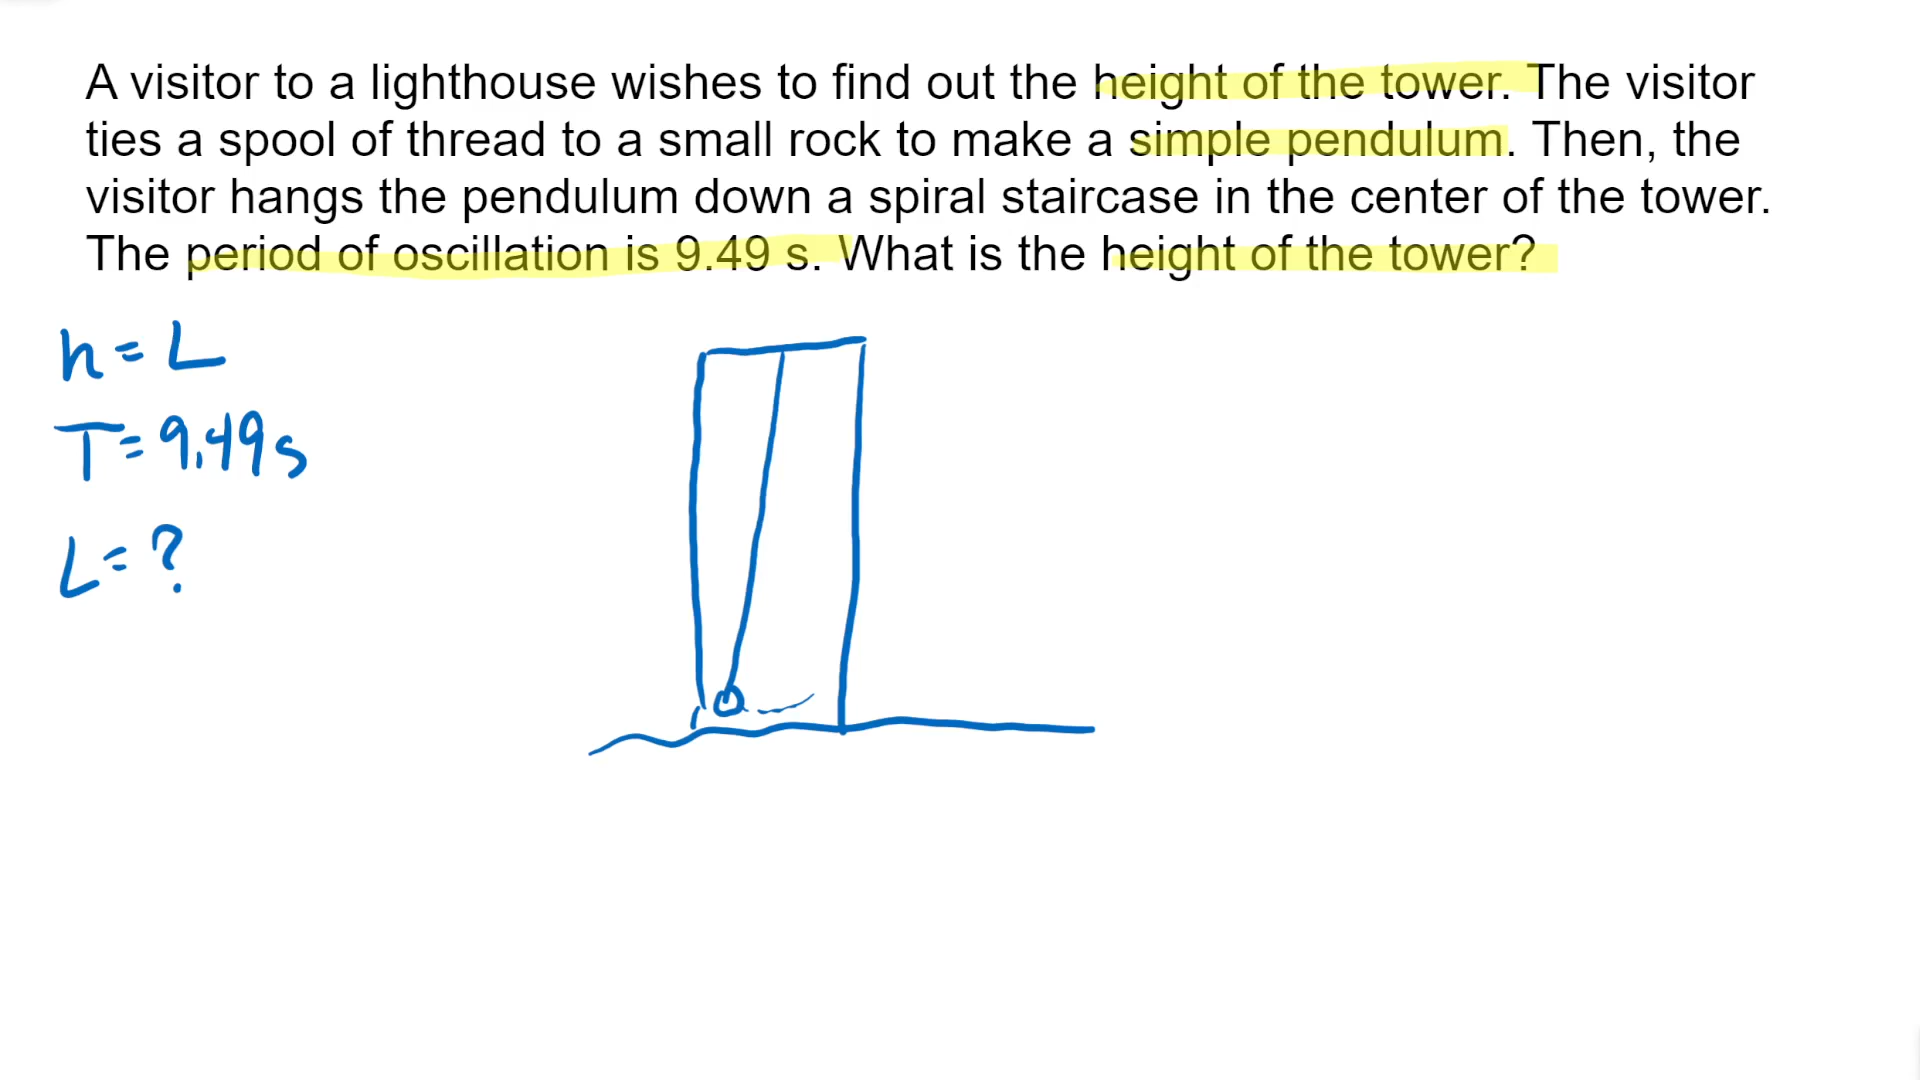 A visitor to a lighthouse wishes to find out the height of the tower. The visitor
ties a spool of thread to a small rock to make a simple pendulum. Then, the
visitor hangs the pendulum down a spiral staircase in the center of the tower.
The period of oscillation is 9.49 s. What is the height of the tower?
h = L
T = 9.49 s
L = ?